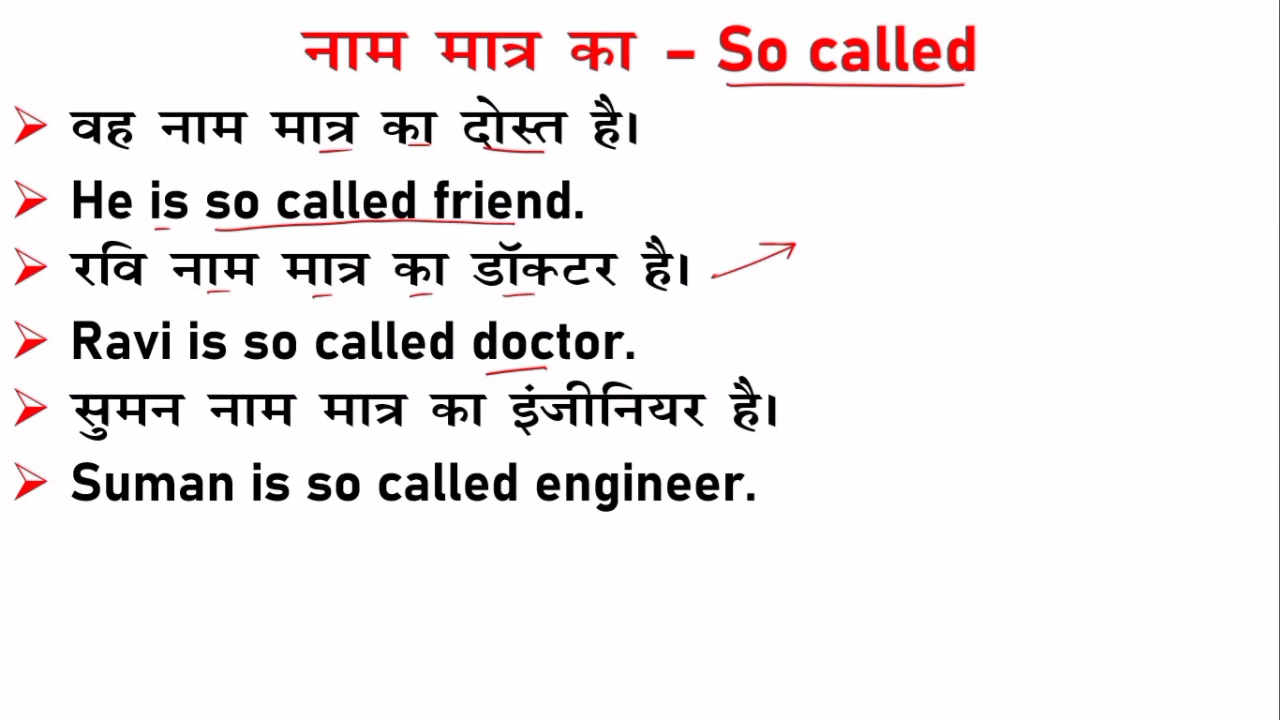 नाम मात्र का – So called
वह नाम मात्र का दोस्त है।
He is so called friend.
रवि नाम मात्र का डॉक्टर है।
Ravi is so called doctor.
सुमन नाम मात्र का इंजीनियर है।
Suman is so called engineer.